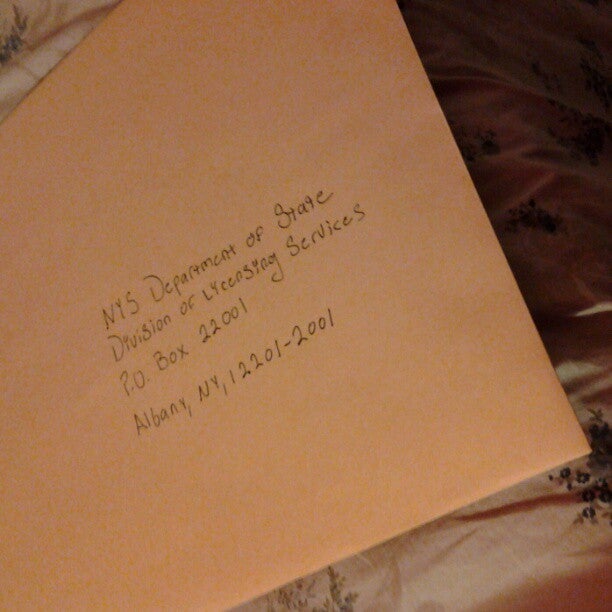 NYS Department of State
Division of Licensing Services
P.O. Box 22001
Albany, NY, 12201-2001